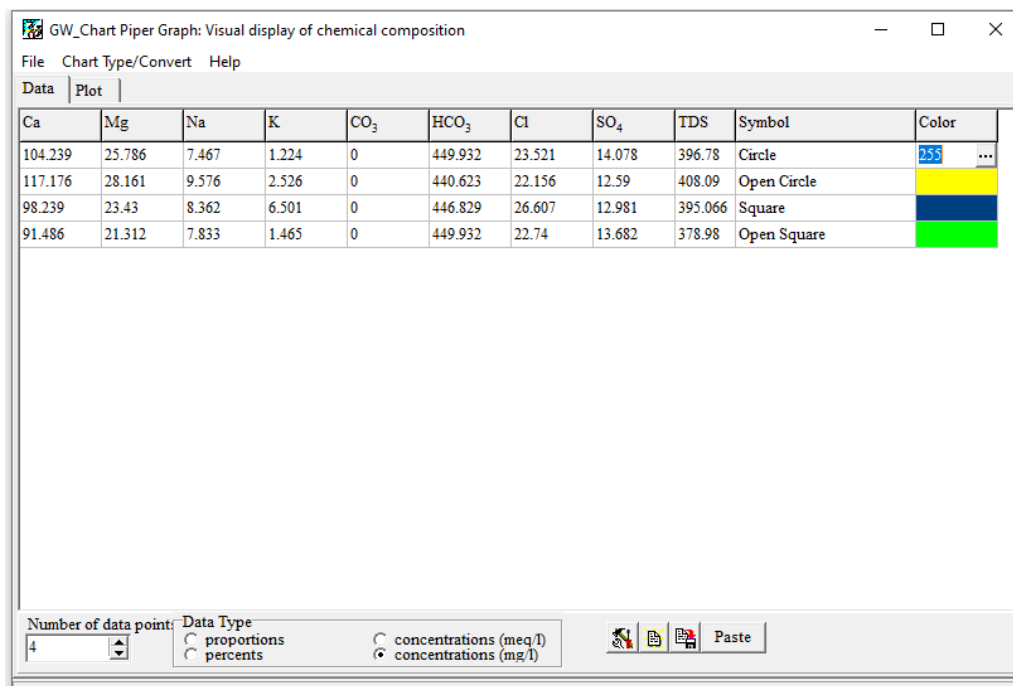 GW_Chart Piper Graph: Visual display of chemical composition
File Chart Type/Convert Help
Data Plot
Ca Mg Na K CO₃ HCO₃ Cl SO₄ TDS Symbol Color
104.239 25.786 7.467 1.224 0 449.932 23.521 14.078 396.78 Circle 255 ...
117.176 28.161 9.576 2.526 0 440.623 22.156 12.59 408.09 Open Circle
98.239 23.43 8.362 6.501 0 446.829 26.607 12.981 395.066 Square
91.486 21.312 7.833 1.465 0 449.932 22.74 13.682 378.98 Open Square
Number of data points Data Type
4 proportions concentrations (meq/l)
percents concentrations (mg/l)
Paste